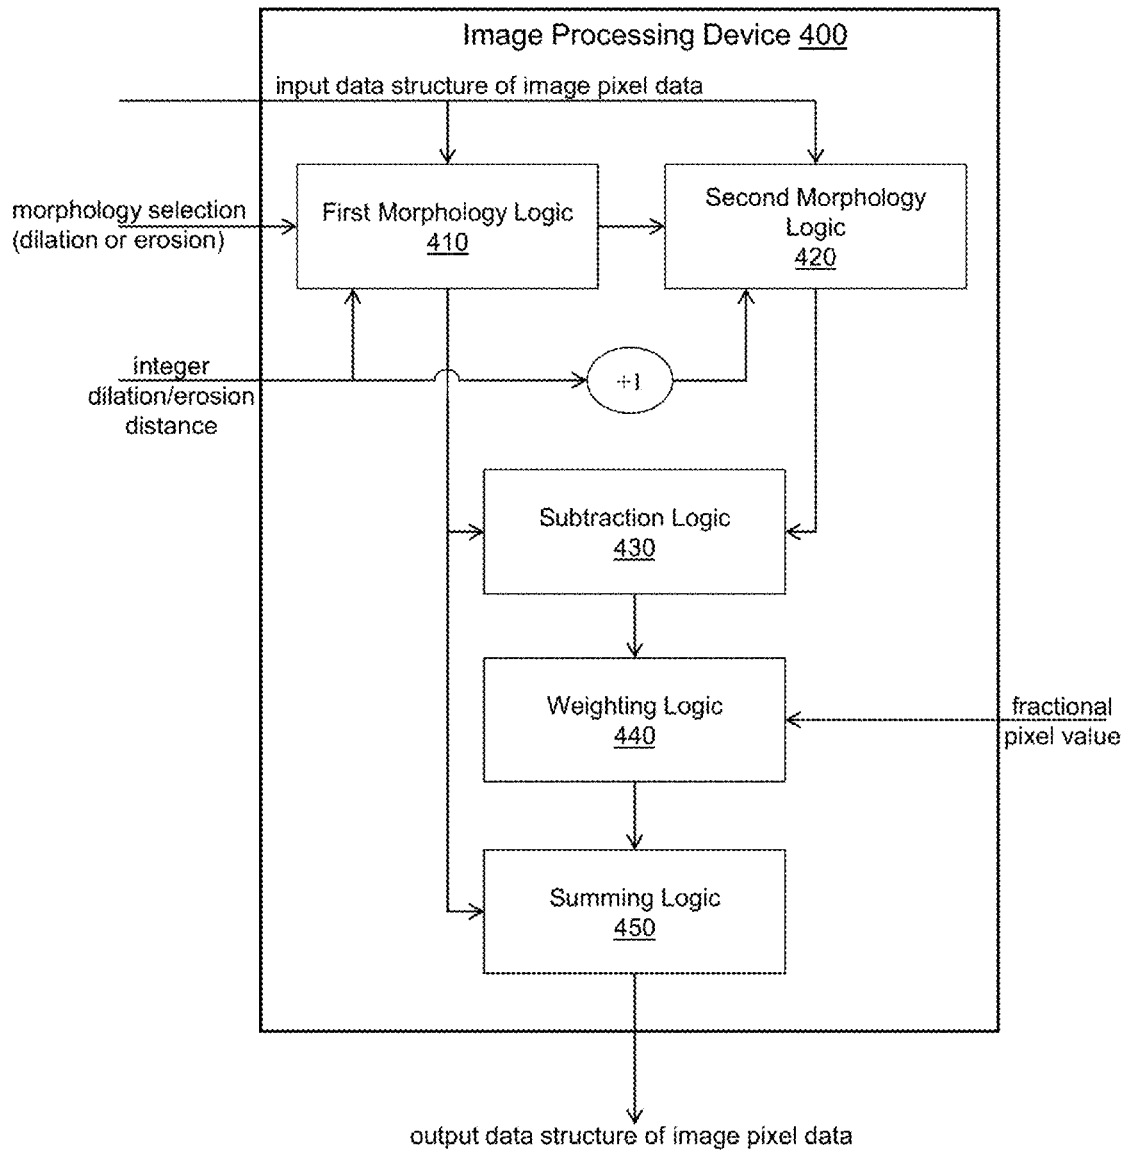 Image Processing Device 400
input data structure of image pixel data
morphology selection
(dilation or erosion)
First Morphology Logic
410
Second Morphology
Logic
420
integer
dilation/erosion
distance
+1
Subtraction Logic
430
Weighting Logic
440
fractional
pixel value
Summing Logic
450
output data structure of image pixel data